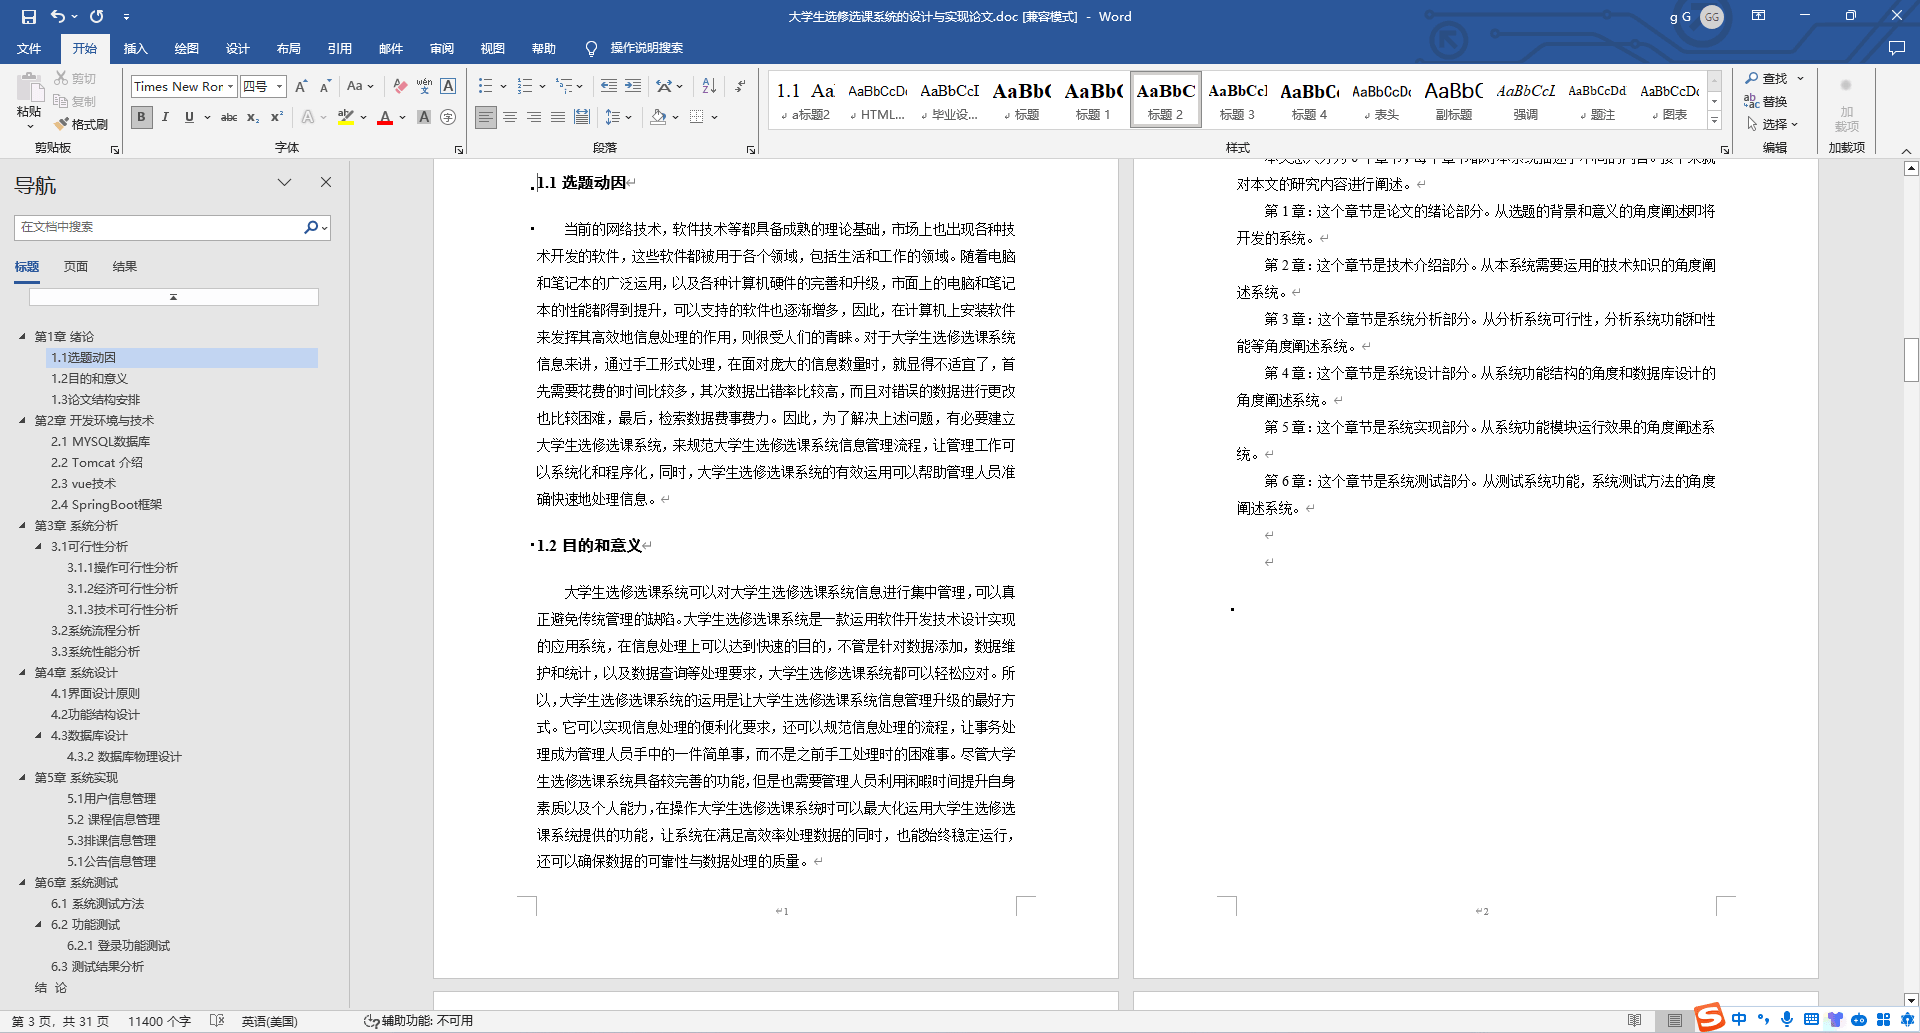 大学生选修选课系统的设计与实现论文.doc [兼容模式] - Word
g G
GG
文件 开始 插入 绘图 设计 布局 引用 邮件 审阅 视图 帮助 操作说明搜索
粘贴
剪切
复制
格式刷
剪贴板
Times New Ror 四号
字体
段落
1.1 Aa AaBbCcDc AaBbCcI AaBb( AaBb( AaBbC AaBbCcI AaBbC AaBbCcDc AaBbC AaBbCcL AaBbCcDd AaBbCcDc
a标题2 HTML... 毕业设... 标题 标题 1 标题 2 标题 3 标题 4 表头 副标题 强调 题注 图表
样式
查找
替换
选择
编辑
加
载项
加载项
导航
在文档中搜索
标题 页面 结果
第1章 绪论
1.1选题动因
1.2目的和意义
1.3论文结构安排
第2章 开发环境与技术
2.1 MYSQL数据库
2.2 Tomcat 介绍
2.3 vue技术
2.4 SpringBoot框架
第3章 系统分析
3.1可行性分析
3.1.1操作可行性分析
3.1.2经济可行性分析
3.1.3技术可行性分析
3.2系统流程分析
3.3系统性能分析
第4章 系统设计
4.1界面设计原则
4.2功能结构设计
4.3数据库设计
4.3.2 数据库物理设计
第5章 系统实现
5.1用户信息管理
5.2 课程信息管理
5.3排课信息管理
5.1公告信息管理
第6章 系统测试
6.1 系统测试方法
6.2 功能测试
6.2.1 登录功能测试
6.3 测试结果分析
结 论
1.1 选题动因
当前的网络技术，软件技术等都具备成熟的理论基础，市场上也出现各种技
术开发的软件，这些软件都被用于各个领域，包括生活和工作的领域。随着电脑
和笔记本的广泛运用，以及各种计算机硬件的完善和升级，市面上的电脑和笔记
本的性能都得到提升，可以支持的软件也逐渐增多，因此，在计算机上安装软件
来发挥其高效地信息处理的作用，则很受人们的青睐。对于大学生选修选课系统
信息来讲，通过手工形式处理，在面对庞大的信息数量时，就显得不适宜了，首
先需要花费的时间比较多，其次数据出错率比较高，而且对错误的数据进行更改
也比较困难，最后，检索数据费事费力。因此，为了解决上述问题，有必要建立
大学生选修选课系统，来规范大学生选修选课系统信息管理流程，让管理工作可
以系统化和程序化，同时，大学生选修选课系统的有效运用可以帮助管理人员准
确快速地处理信息。
1.2 目的和意义
大学生选修选课系统可以对大学生选修选课系统信息进行集中管理，可以真
正避免传统管理的缺陷。大学生选修选课系统是一款运用软件开发技术设计实现
的应用系统，在信息处理上可以达到快速的目的，不管是针对数据添加，数据维
护和统计，以及数据查询等处理要求，大学生选修选课系统都可以轻松应对。所
以，大学生选修选课系统的运用是让大学生选修选课系统信息管理升级的最好方
式。它可以实现信息处理的便利化要求，还可以规范信息处理的流程，让事务处
理成为管理人员手中的一件简单事，而不是之前手工处理时的困难事。尽管大学
生选修选课系统具备较完善的功能，但是也需要管理人员利用闲暇时间提升自身
素质以及个人能力，在操作大学生选修选课系统时可以最大化运用大学生选修选
课系统提供的功能，让系统在满足高效率处理数据的同时，也能始终稳定运行，
还可以确保数据的可靠性与数据处理的质量。
1
对本文的研究内容进行阐述。
第 1 章：这个章节是论文的绪论部分。从选题的背景和意义的角度阐述即将
开发的系统。
第 2 章：这个章节是技术介绍部分。从本系统需要运用的技术知识的角度阐
述系统。
第 3 章：这个章节是系统分析部分。从分析系统可行性，分析系统功能和性
能等角度阐述系统。
第 4 章：这个章节是系统设计部分。从系统功能结构的角度和数据库设计的
角度阐述系统。
第 5 章：这个章节是系统实现部分。从系统功能模块运行效果的角度阐述系
统。
第 6 章：这个章节是系统测试部分。从测试系统功能，系统测试方法的角度
阐述系统。
2
第 3 页，共 31 页 11400 个字 英语(美国) 辅助功能: 不可用
中